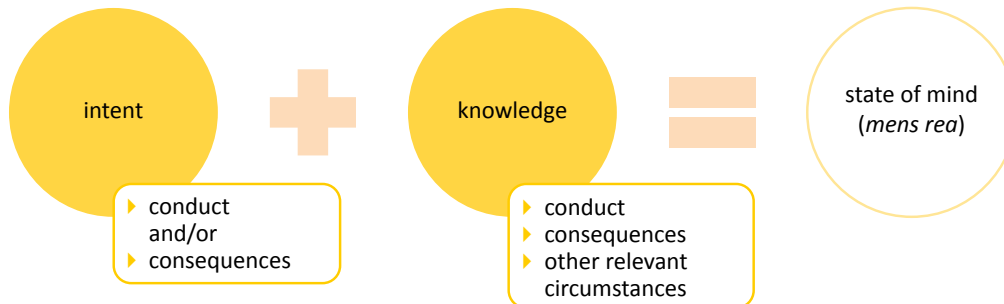 intent
conduct
and/or
consequences
knowledge
conduct
consequences
other relevant
circumstances
state of mind
(mens rea)